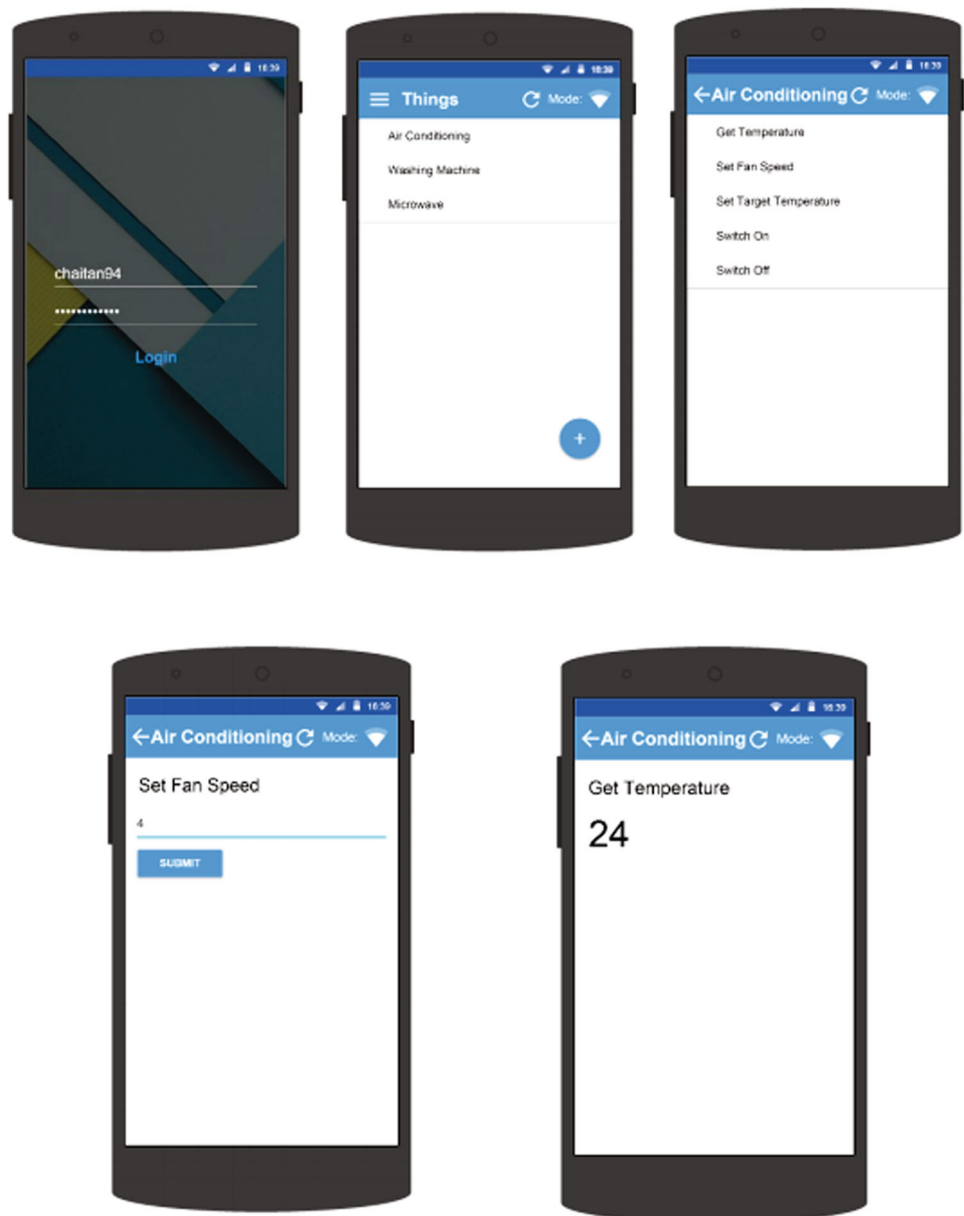 18:39
chaitan94
••••••••••••
Login
18:39
Things Mode:
Air Conditioning
Washing Machine
Microwave
+
18:39
Air Conditioning Mode:
Get Temperature
Set Fan Speed
Set Target Temperature
Switch On
Switch Off
18:39
Air Conditioning Mode:
Set Fan Speed
4
SUBMIT
18:39
Air Conditioning Mode:
Get Temperature
24